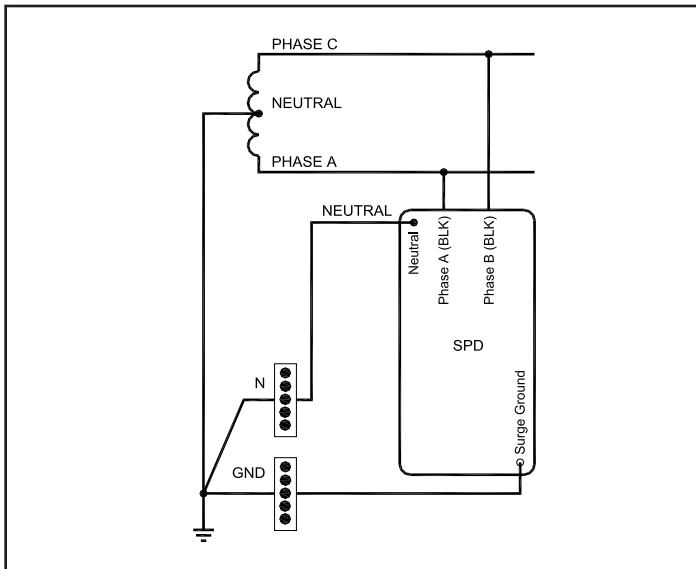 PHASE C
NEUTRAL
PHASE A
NEUTRAL
Neutral
Phase A (BLK)
Phase B (BLK)
SPD
N
Surge Ground
GND